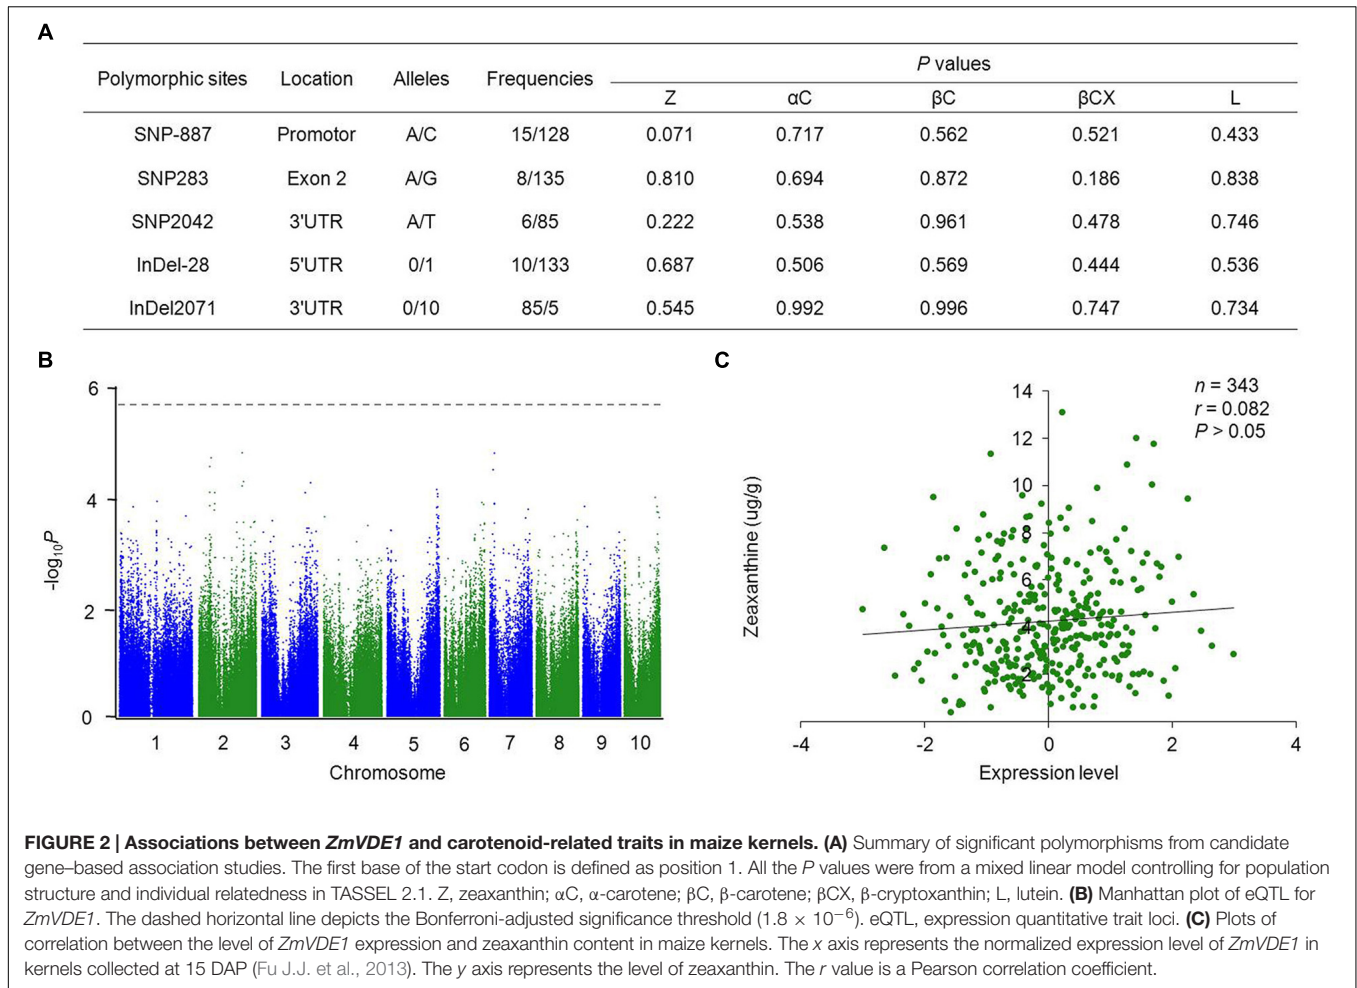 A
Polymorphic sites Location Alleles Frequencies P values
Z αC βC βCX L
SNP-887 Promotor A/C 15/128 0.071 0.717 0.562 0.521 0.433
SNP283 Exon 2 A/G 8/135 0.810 0.694 0.872 0.186 0.838
SNP2042 3'UTR A/T 6/85 0.222 0.538 0.961 0.478 0.746
InDel-28 5'UTR 0/1 10/133 0.687 0.506 0.569 0.444 0.536
InDel2071 3'UTR 0/10 85/5 0.545 0.992 0.996 0.747 0.734
B
6
4
2
0
-log10P
1 2 3 4 5 6 7 8 9 10
Chromosome
C
n = 343
r = 0.082
P > 0.05
14
12
10
8
6
4
2
Zeaxanthine (ug/g)
-4 -2 0 2 4
Expression level
FIGURE 2 | Associations between ZmVDE1 and carotenoid-related traits in maize kernels. (A) Summary of significant polymorphisms from candidate
gene–based association studies. The first base of the start codon is defined as position 1. All the P values were from a mixed linear model controlling for population
structure and individual relatedness in TASSEL 2.1. Z, zeaxanthin; αC, α-carotene; βC, β-carotene; βCX, β-cryptoxanthin; L, lutein. (B) Manhattan plot of eQTL for
ZmVDE1. The dashed horizontal line depicts the Bonferroni-adjusted significance threshold (1.8 × 10−6). eQTL, expression quantitative trait loci. (C) Plots of
correlation between the level of ZmVDE1 expression and zeaxanthin content in maize kernels. The x axis represents the normalized expression level of ZmVDE1 in
kernels collected at 15 DAP (Fu J.J. et al., 2013). The y axis represents the level of zeaxanthin. The r value is a Pearson correlation coefficient.